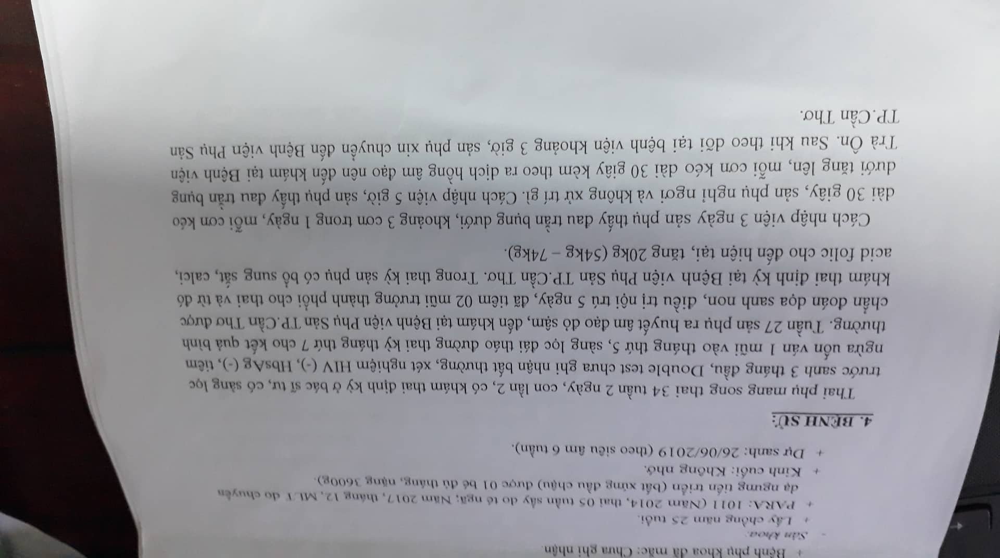 + Bệnh phụ khoa đã mắc: Chưa ghi nhận
- Sản khoa:
+ Lấy chồng năm 25 tuổi.
+ PARA: 1011 (Năm 2014, thai 05 tuần sẩy do té ngã; Năm 2017, tháng 12, MLT do chuyển
dạ ngưng tiến triển (bất xứng đầu chậu) được 01 bé đủ tháng, nặng 3600g).
+ Kinh cuối: Không nhớ.
+ Dự sanh: 26/06/2019 (theo siêu âm 6 tuần).
4. BỆNH SỬ:
Thai phụ mang song thai 34 tuần 2 ngày, con lần 2, có khám thai định kỳ ở bác sĩ tư, có sàng lọc
trước sanh 3 tháng đầu, Double test chưa ghi nhận bất thường, xét nghiệm HIV (-), HbsAg (-), tiêm
ngừa uốn ván 1 mũi vào tháng thứ 5, sàng lọc đái tháo đường thai kỳ tháng thứ 7 cho kết quả bình
thường. Tuần 27 sản phụ ra huyết âm đạo đỏ sậm, đến khám tại Bệnh viện Phụ Sản TP.Cần Thơ được
chẩn đoán dọa sanh non, điều trị nội trú 5 ngày, đã tiêm 02 mũi trưởng thành phổi cho thai và từ đó
khám thai định kỳ tại Bệnh viện Phụ Sản TP.Cần Thơ. Trong thai kỳ sản phụ có bổ sung sắt, calci,
acid folic cho đến hiện tại, tăng 20kg (54kg – 74kg).
Cách nhập viện 3 ngày sản phụ thấy đau trằn bụng dưới, khoảng 3 cơn trong 1 ngày, mỗi cơn kéo
dài 30 giây, sản phụ nghỉ ngơi và không xử trí gì. Cách nhập viện 5 giờ, sản phụ thấy đau trằn bụng
dưới tăng lên, mỗi cơn kéo dài 30 giây kèm theo ra dịch hồng âm đạo nên đến khám tại Bệnh viện
Trà Ôn. Sau khi theo dõi tại bệnh viện khoảng 3 giờ, sản phụ xin chuyển đến Bệnh viện Phụ Sản
TP.Cần Thơ.